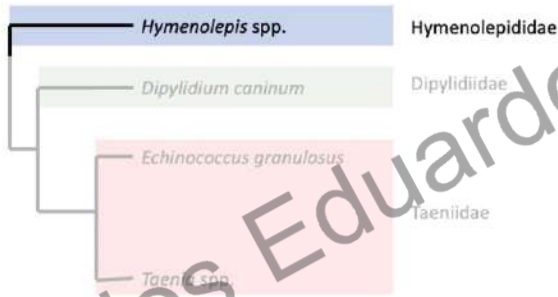 Hymenolepis spp. Hymenolepididae
Dipylidium caninum Dipylidiidae
Echinococcus granulosus
Taeniidae
Taenia spp.
Eduardo